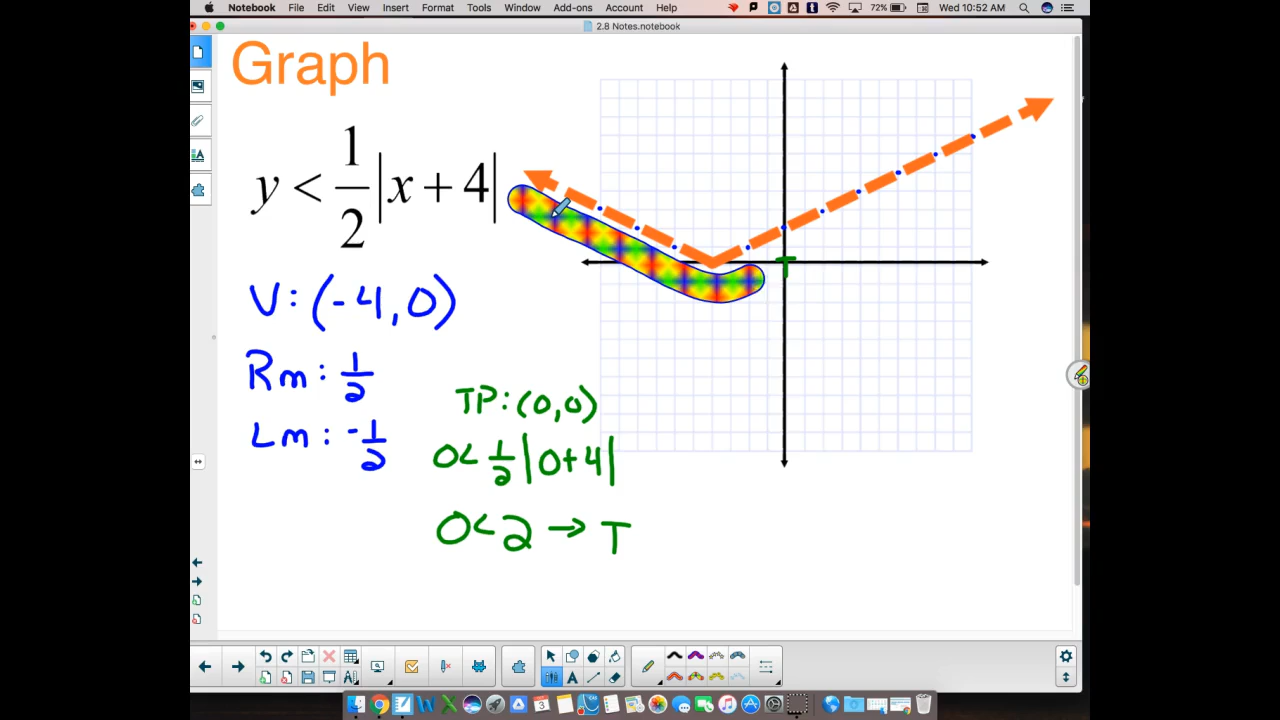 Notebook File Edit View Insert Format Tools Window Add-ons Account Help 72% Wed 10:52 AM
2.8 Notes.notebook
Graph
y < 1/2 |x + 4|
V: (-4, 0)
Rm: 1/2
Lm: -1/2
TP: (0,0)
0 < 1/2 |0+4|
0 < 2 → T
T